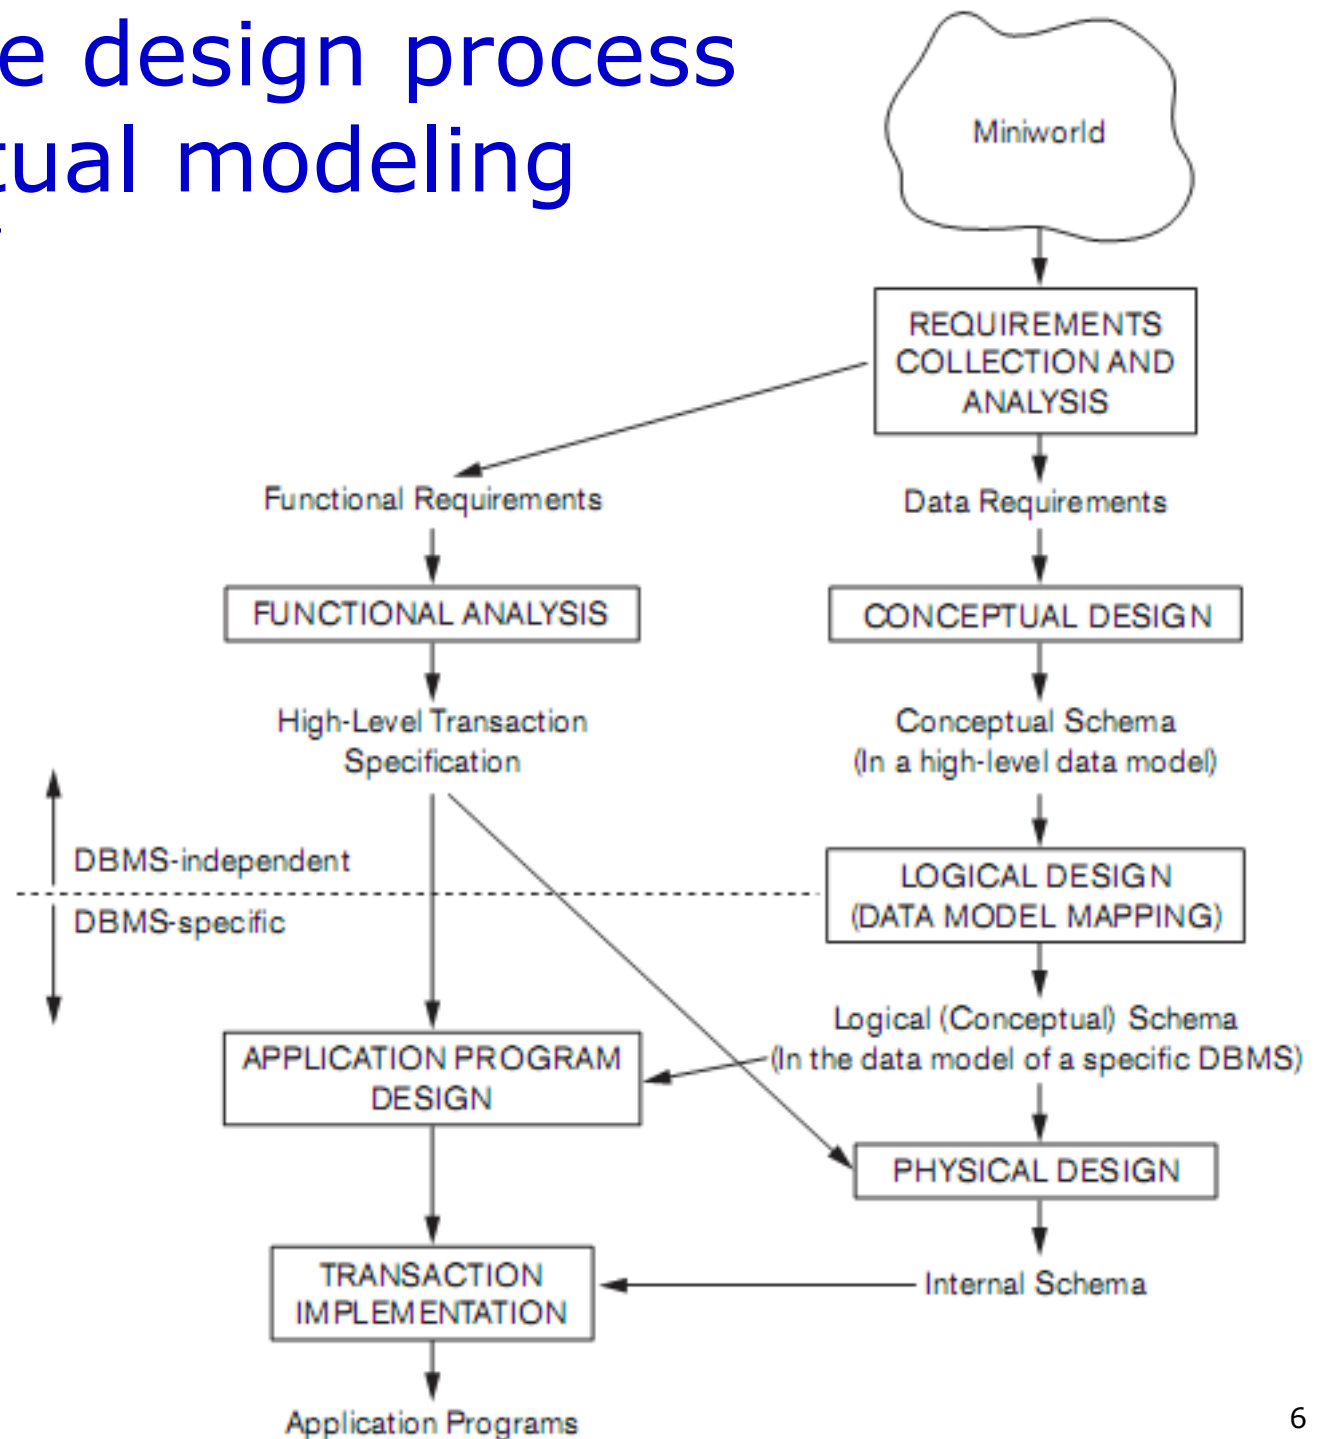 e design process
tual modeling
Miniworld
REQUIREMENTS
COLLECTION AND
ANALYSIS
Functional Requirements
Data Requirements
FUNCTIONAL ANALYSIS
CONCEPTUAL DESIGN
High-Level Transaction
Specification
Conceptual Schema
(In a high-level data model)
DBMS-independent
DBMS-specific
LOGICAL DESIGN
(DATA MODEL MAPPING)
Logical (Conceptual) Schema
(In the data model of a specific DBMS)
APPLICATION PROGRAM
DESIGN
PHYSICAL DESIGN
TRANSACTION
IMPLEMENTATION
Internal Schema
Application Programs
6